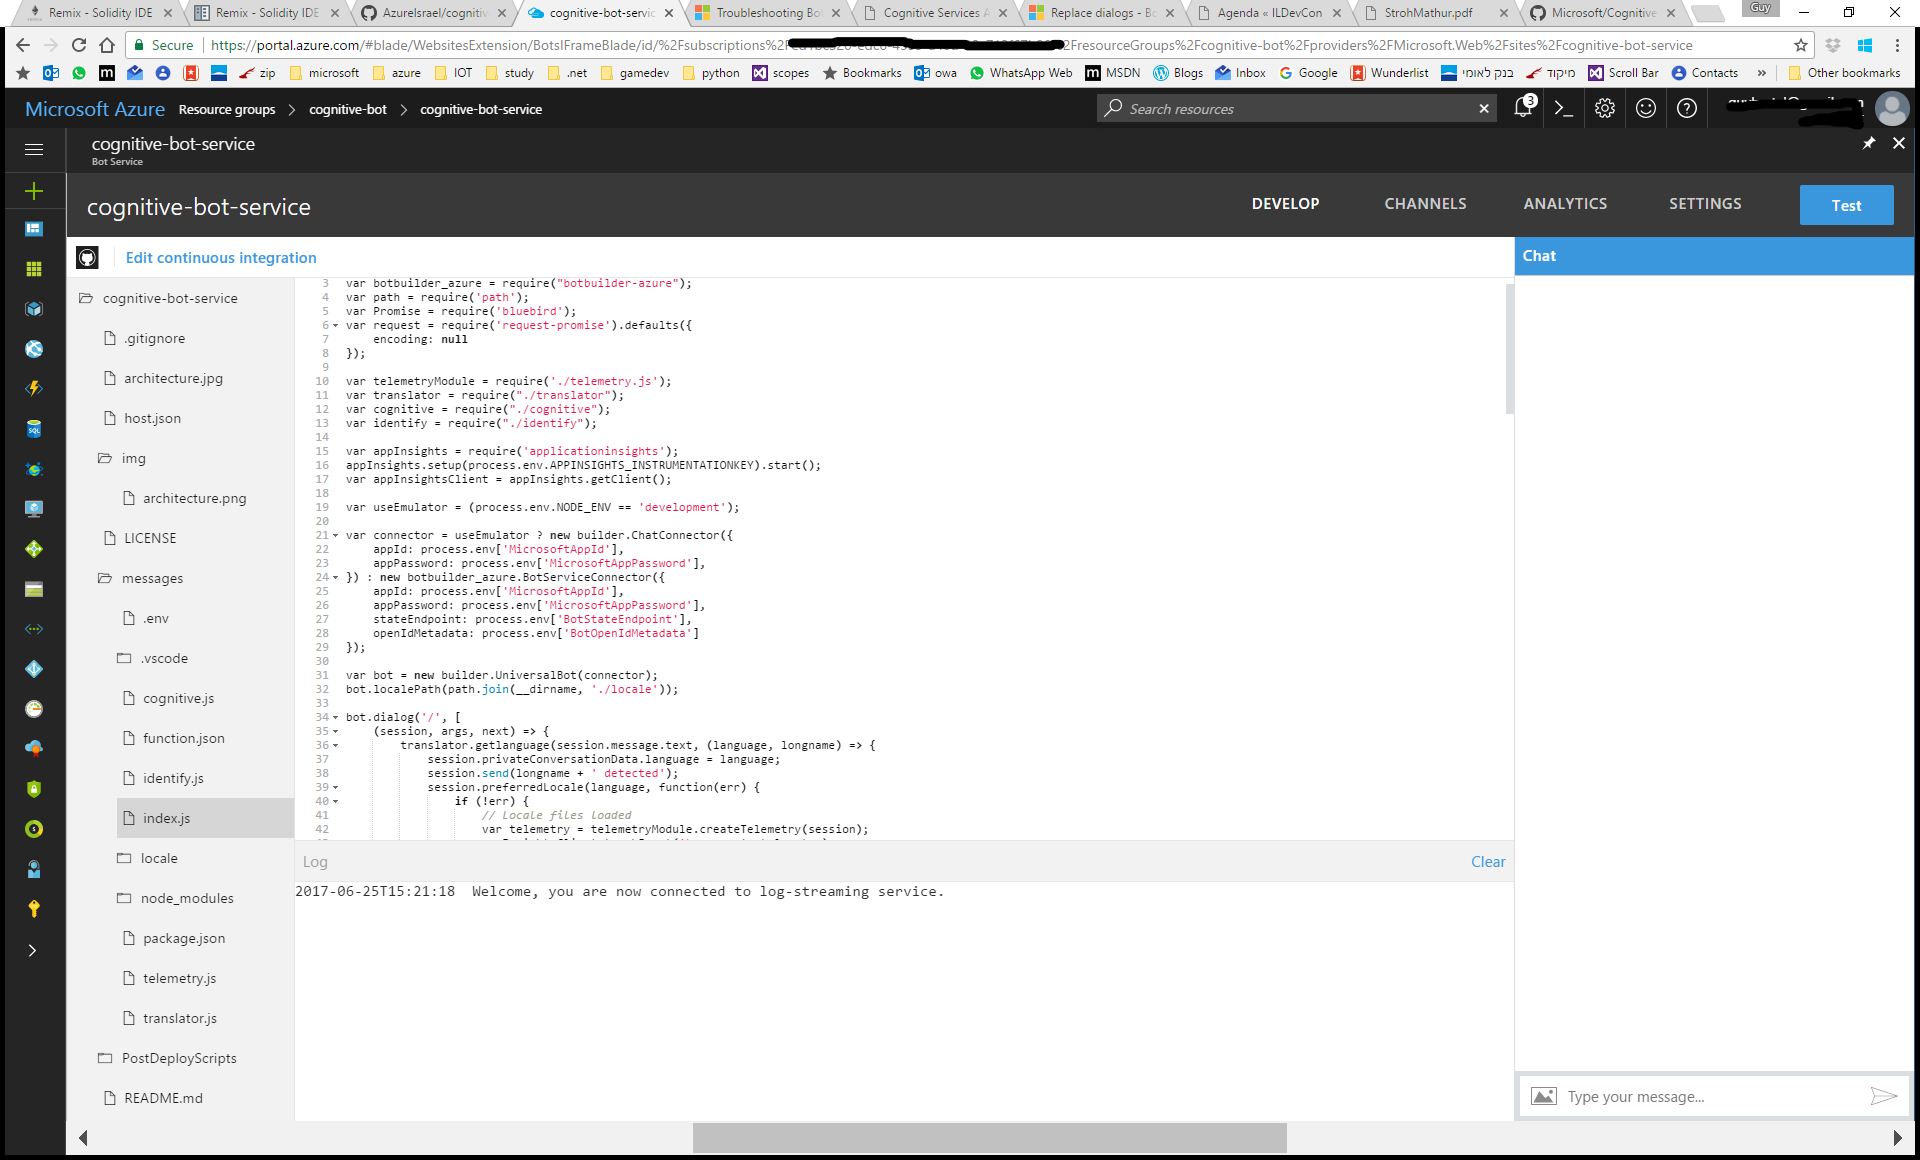 Remix - Solidity IDE
Remix - Solidity IDE
AzureIsrael/cognitiv
cognitive-bot-servic
Troubleshooting Bo
Cognitive Services A
Replace dialogs - Bo
Agenda « ILDevCon
StrohMathur.pdf
Microsoft/Cognitive
Guy
Secure
https://portal.azure.com/#blade/WebsitesExtension/BotsIFrameBlade/id/%2Fsubscriptions%2F
2FresourceGroups%2Fcognitive-bot%2Fproviders%2FMicrosoft.Web%2Fsites%2Fcognitive-bot-service
zip
microsoft
azure
IOT
study
.net
gamedev
python
scopes
Bookmarks
owa
WhatsApp Web
MSDN
Blogs
Inbox
Google
Wunderlist
בנק לאומי
מיקוד
Scroll Bar
Contacts
»
Other bookmarks
Microsoft Azure
Resource groups
cognitive-bot
cognitive-bot-service
Search resources
3
cognitive-bot-service
Bot Service
cognitive-bot-service
DEVELOP
CHANNELS
ANALYTICS
SETTINGS
Test
Edit continuous integration
Chat
cognitive-bot-service
.gitignore
architecture.jpg
host.json
img
architecture.png
LICENSE
messages
.env
.vscode
cognitive.js
function.json
identify.js
index.js
locale
node_modules
package.json
telemetry.js
translator.js
PostDeployScripts
README.md
3 var botbuilder_azure = require("botbuilder-azure");
4 var path = require('path');
5 var Promise = require('bluebird');
6 var request = require('request-promise').defaults({
7 encoding: null
8 });
9
10 var telemetryModule = require('./telemetry.js');
11 var translator = require("./translator");
12 var cognitive = require("./cognitive");
13 var identify = require("./identify");
14
15 var appInsights = require('applicationinsights');
16 appInsights.setup(process.env.APPINSIGHTS_INSTRUMENTATIONKEY).start();
17 var appInsightsClient = appInsights.getClient();
18
19 var useEmulator = (process.env.NODE_ENV == 'development');
20
21 var connector = useEmulator ? new builder.ChatConnector({
22 appId: process.env['MicrosoftAppId'],
23 appPassword: process.env['MicrosoftAppPassword'],
24 }) : new botbuilder_azure.BotServiceConnector({
25 appId: process.env['MicrosoftAppId'],
26 appPassword: process.env['MicrosoftAppPassword'],
27 stateEndpoint: process.env['BotStateEndpoint'],
28 openIdMetadata: process.env['BotOpenIdMetadata']
29 });
30
31 var bot = new builder.UniversalBot(connector);
32 bot.localePath(path.join(__dirname, './locale'));
33
34 bot.dialog('/', [
35 (session, args, next) => {
36 translator.getlanguage(session.message.text, (language, longname) => {
37 session.privateConversationData.language = language;
38 session.send(longname + ' detected');
39 session.preferredLocale(language, function(err) {
40 if (!err) {
41 // Locale files loaded
42 var telemetry = telemetryModule.createTelemetry(session);
Log
Clear
2017-06-25T15:21:18 Welcome, you are now connected to log-streaming service.
Type your message...